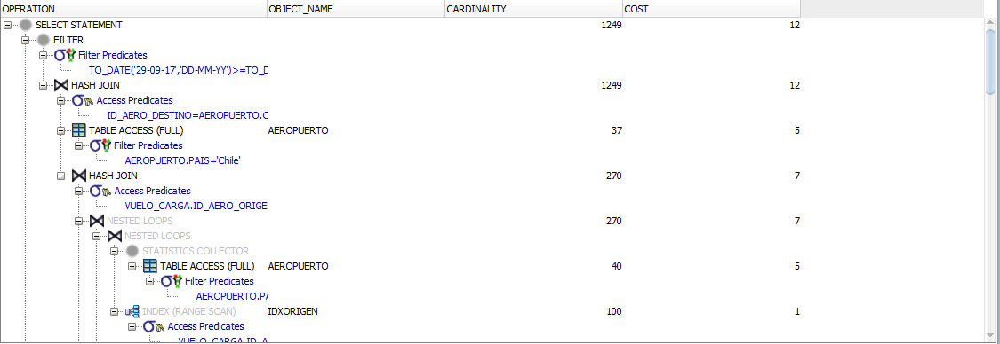 OPERATION OBJECT_NAME CARDINALITY COST
SELECT STATEMENT 1249 12
FILTER
Filter Predicates
TO_DATE('29-09-17','DD-MM-YY')>=TO_D
HASH JOIN 1249 12
Access Predicates
ID_AERO_DESTINO=AEROPUERTO.C
TABLE ACCESS (FULL) AEROPUERTO 37 5
Filter Predicates
AEROPUERTO.PAIS='Chile'
HASH JOIN 270 7
Access Predicates
VUELO_CARGA.ID_AERO_ORIGE
NESTED LOOPS 270 7
NESTED LOOPS
STATISTICS COLLECTOR
TABLE ACCESS (FULL) AEROPUERTO 40 5
Filter Predicates
AEROPUERTO.PA
INDEX (RANGE SCAN) IDXORIGEN 100 1
Access Predicates
VUELO_CARGA.ID_A